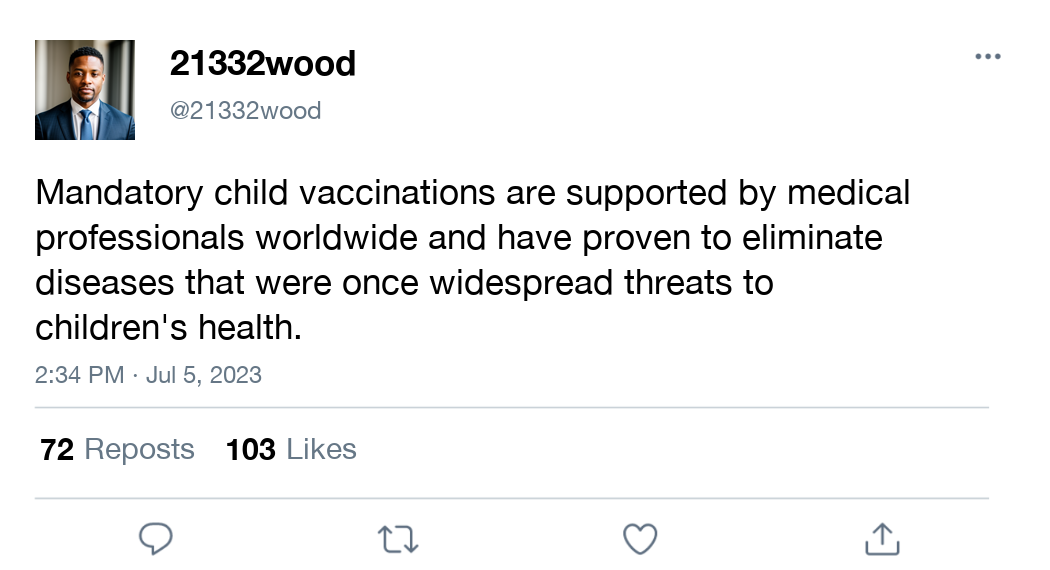 21332wood
@21332wood
Mandatory child vaccinations are supported by medical
professionals worldwide and have proven to eliminate
diseases that were once widespread threats to
children's health.
2:34 PM · Jul 5, 2023
72 Reposts 103 Likes